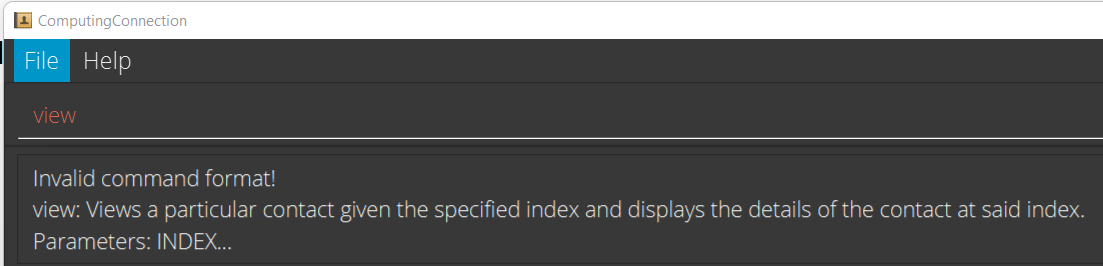 ComputingConnection
File Help
view
Invalid command format!
view: Views a particular contact given the specified index and displays the details of the contact at said index.
Parameters: INDEX...